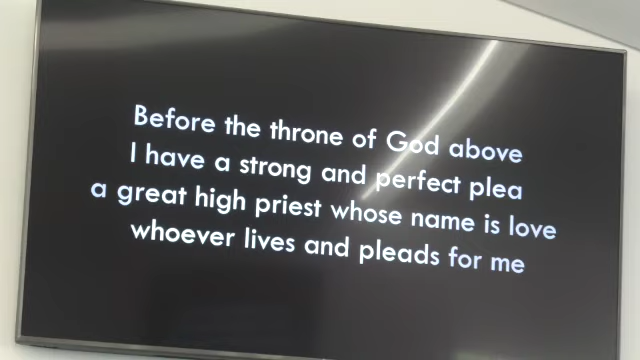 Before the throne of God above
I have a strong and perfect plea
a great high priest whose name is love
whoever lives and pleads for me